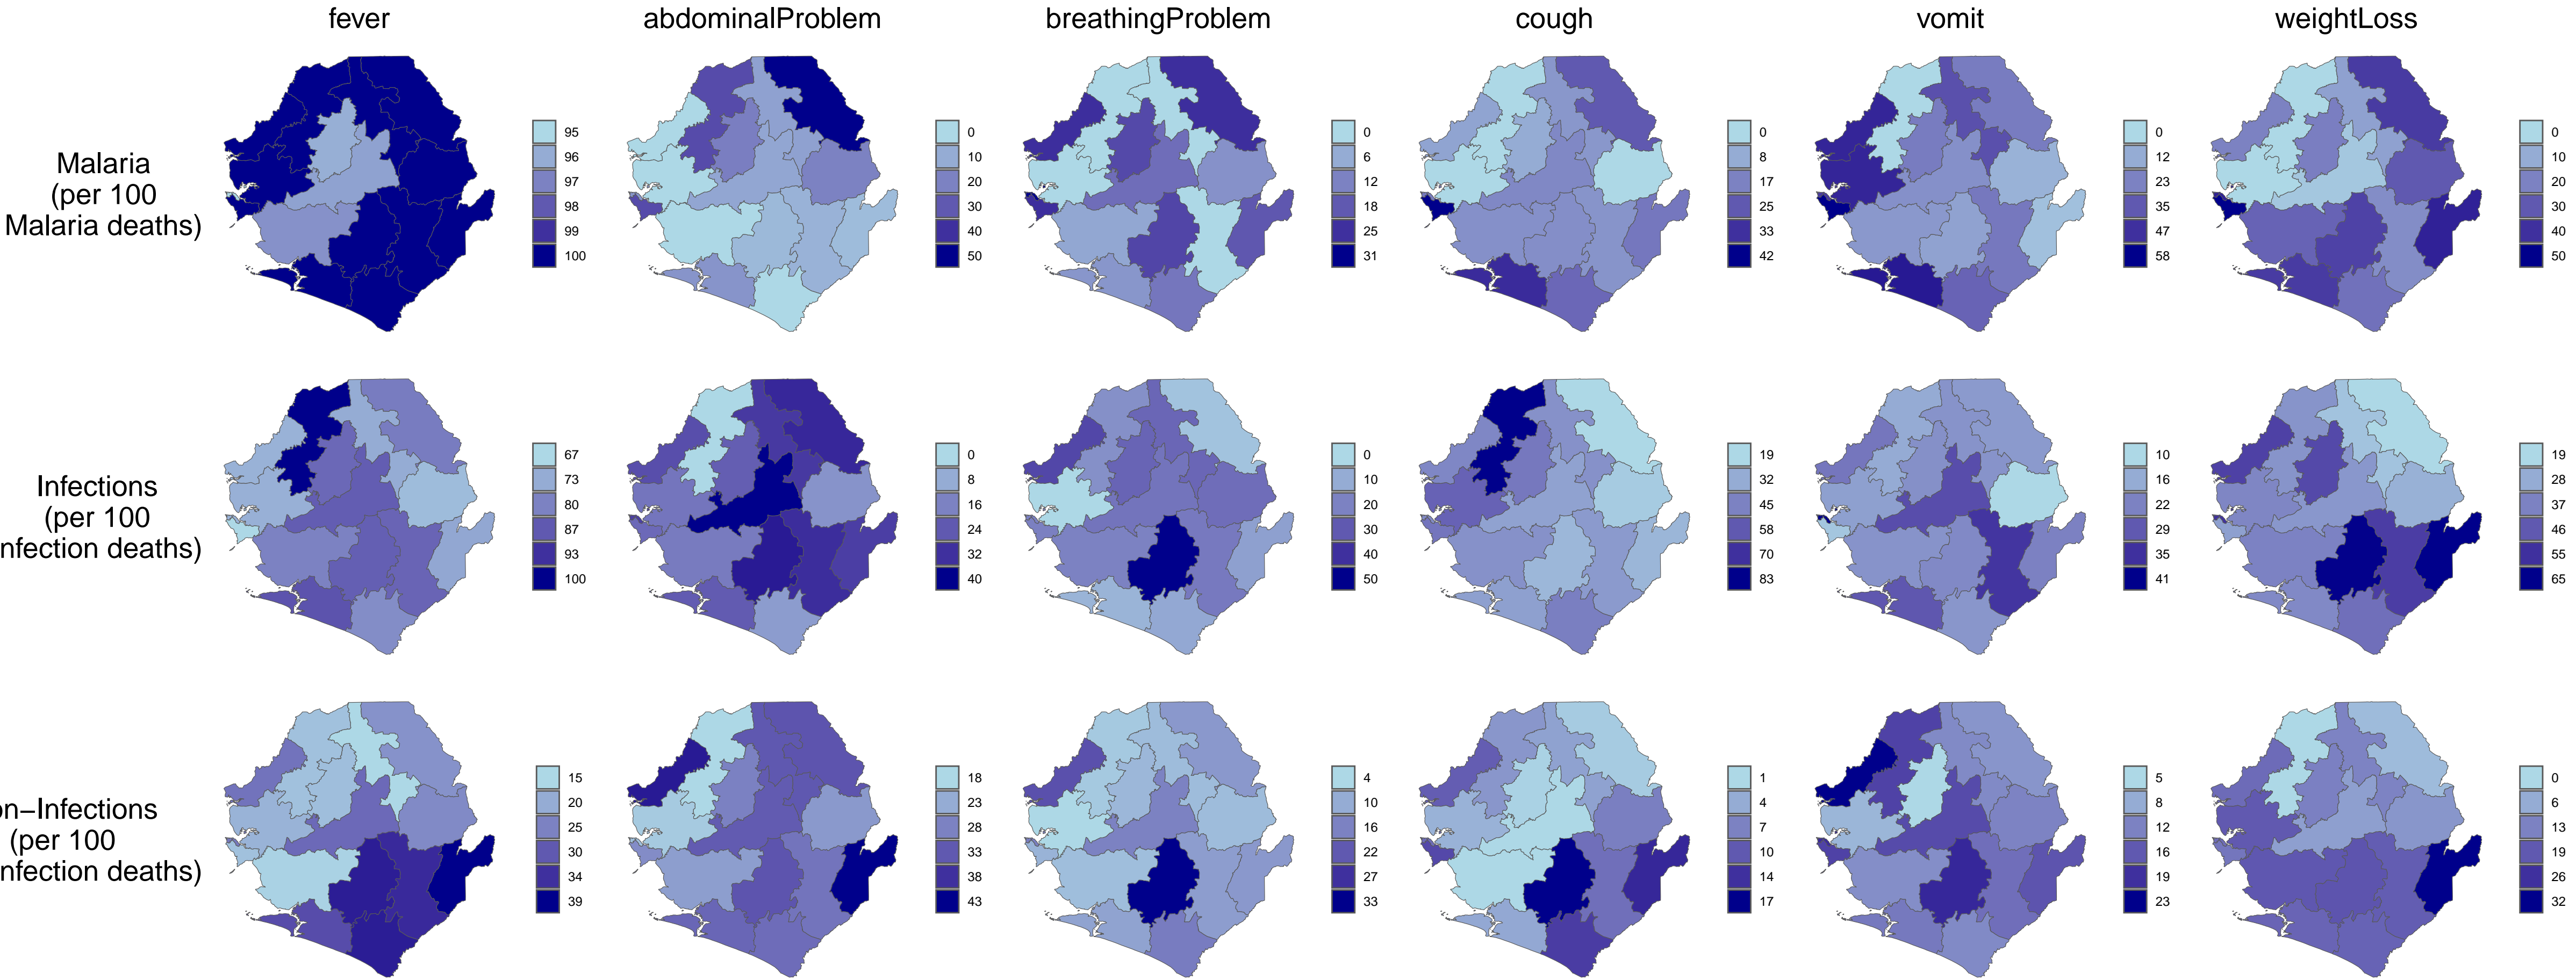 fever abdominalProblem breathingProblem cough vomit weightLoss
Malaria
(per 100
Malaria deaths)
95 0 0 0 0 0
96 10 6 8 12 10
97 20 12 17 23 20
98 30 18 25 35 30
99 40 25 33 47 40
100 50 31 42 58 50
Infections
(per 100
nfection deaths)
67 0 0 19 10 19
73 8 10 32 16 28
80 16 20 45 22 37
87 24 30 58 29 46
93 32 40 70 35 55
100 40 50 83 41 65
on−Infections
(per 100
nfection deaths)
15 18 4 1 5 0
20 23 10 4 8 6
25 28 16 7 12 13
30 33 22 10 16 19
34 38 27 14 19 26
39 43 33 17 23 32